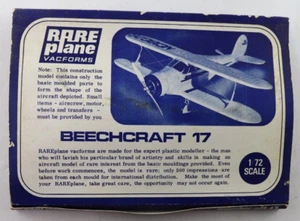 RARE
plane
VACFORMS
Note: This construction
model contains only the
basic moulded parts to
form the shape of the
aircraft depicted. Small
items - airscrew, motor,
wheels and transfers -
must be provided by you
BEECHCRAFT 17
RAREplane vacforms are made for the expert plastic modeller - the man
who will lavish his particular brand of artistry and skills in making an
aircraft model of rare interest from the basic mouldings provided. Even
before work commences, the model is rare; only 500 impressions are
taken from each mould for international distribution. Make the most
of your RAREplane, take great care, the opportunity may not occur again.
1/72
SCALE